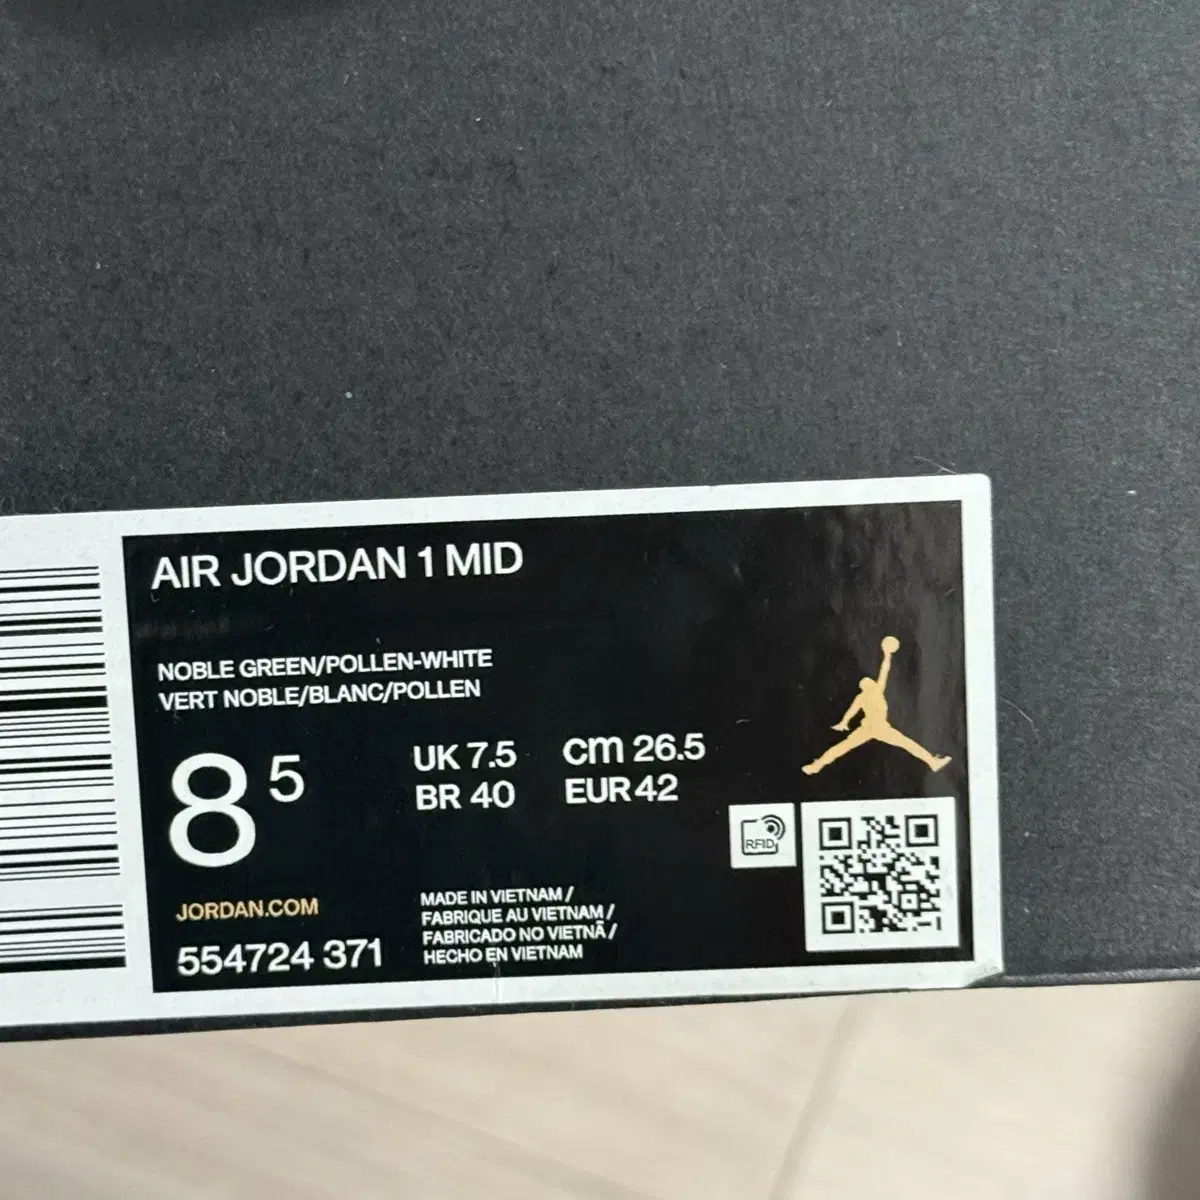 AIR JORDAN 1 MID
NOBLE GREEN/POLLEN-WHITE
VERT NOBLE/BLANC/POLLEN
8 5
UK 7.5 cm 26.5
BR 40 EUR 42
RFID
JORDAN.COM
554724 371
MADE IN VIETNAM /
FABRIQUE AU VIETNAM /
FABRICADO NO VIETNÃ /
HECHO EN VIETNAM